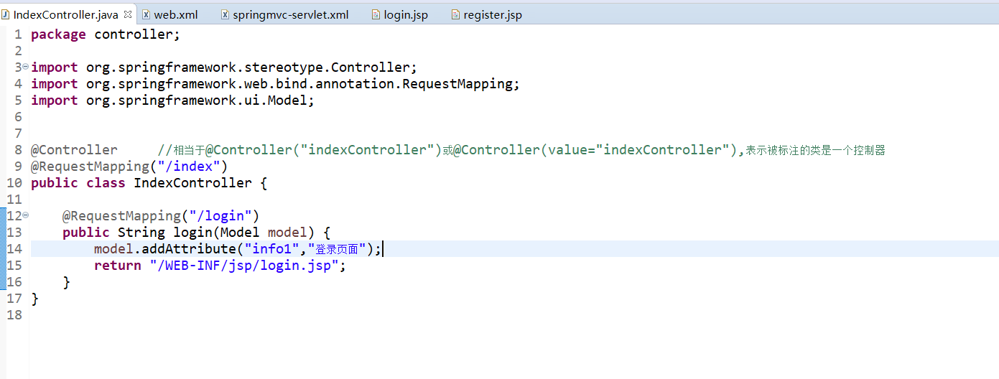 IndexController.java web.xml springmvc-servlet.xml login.jsp register.jsp
1 package controller;
2
3 import org.springframework.stereotype.Controller;
4 import org.springframework.web.bind.annotation.RequestMapping;
5 import org.springframework.ui.Model;
6
7
8 @Controller     //相当于@Controller("indexController")或@Controller(value="indexController"),表示被标注的类是一个控制器
9 @RequestMapping("/index")
10 public class IndexController {
11
12     @RequestMapping("/login")
13     public String login(Model model) {
14         model.addAttribute("info1","登录页面");
15         return "/WEB-INF/jsp/login.jsp";
16     }
17 }
18